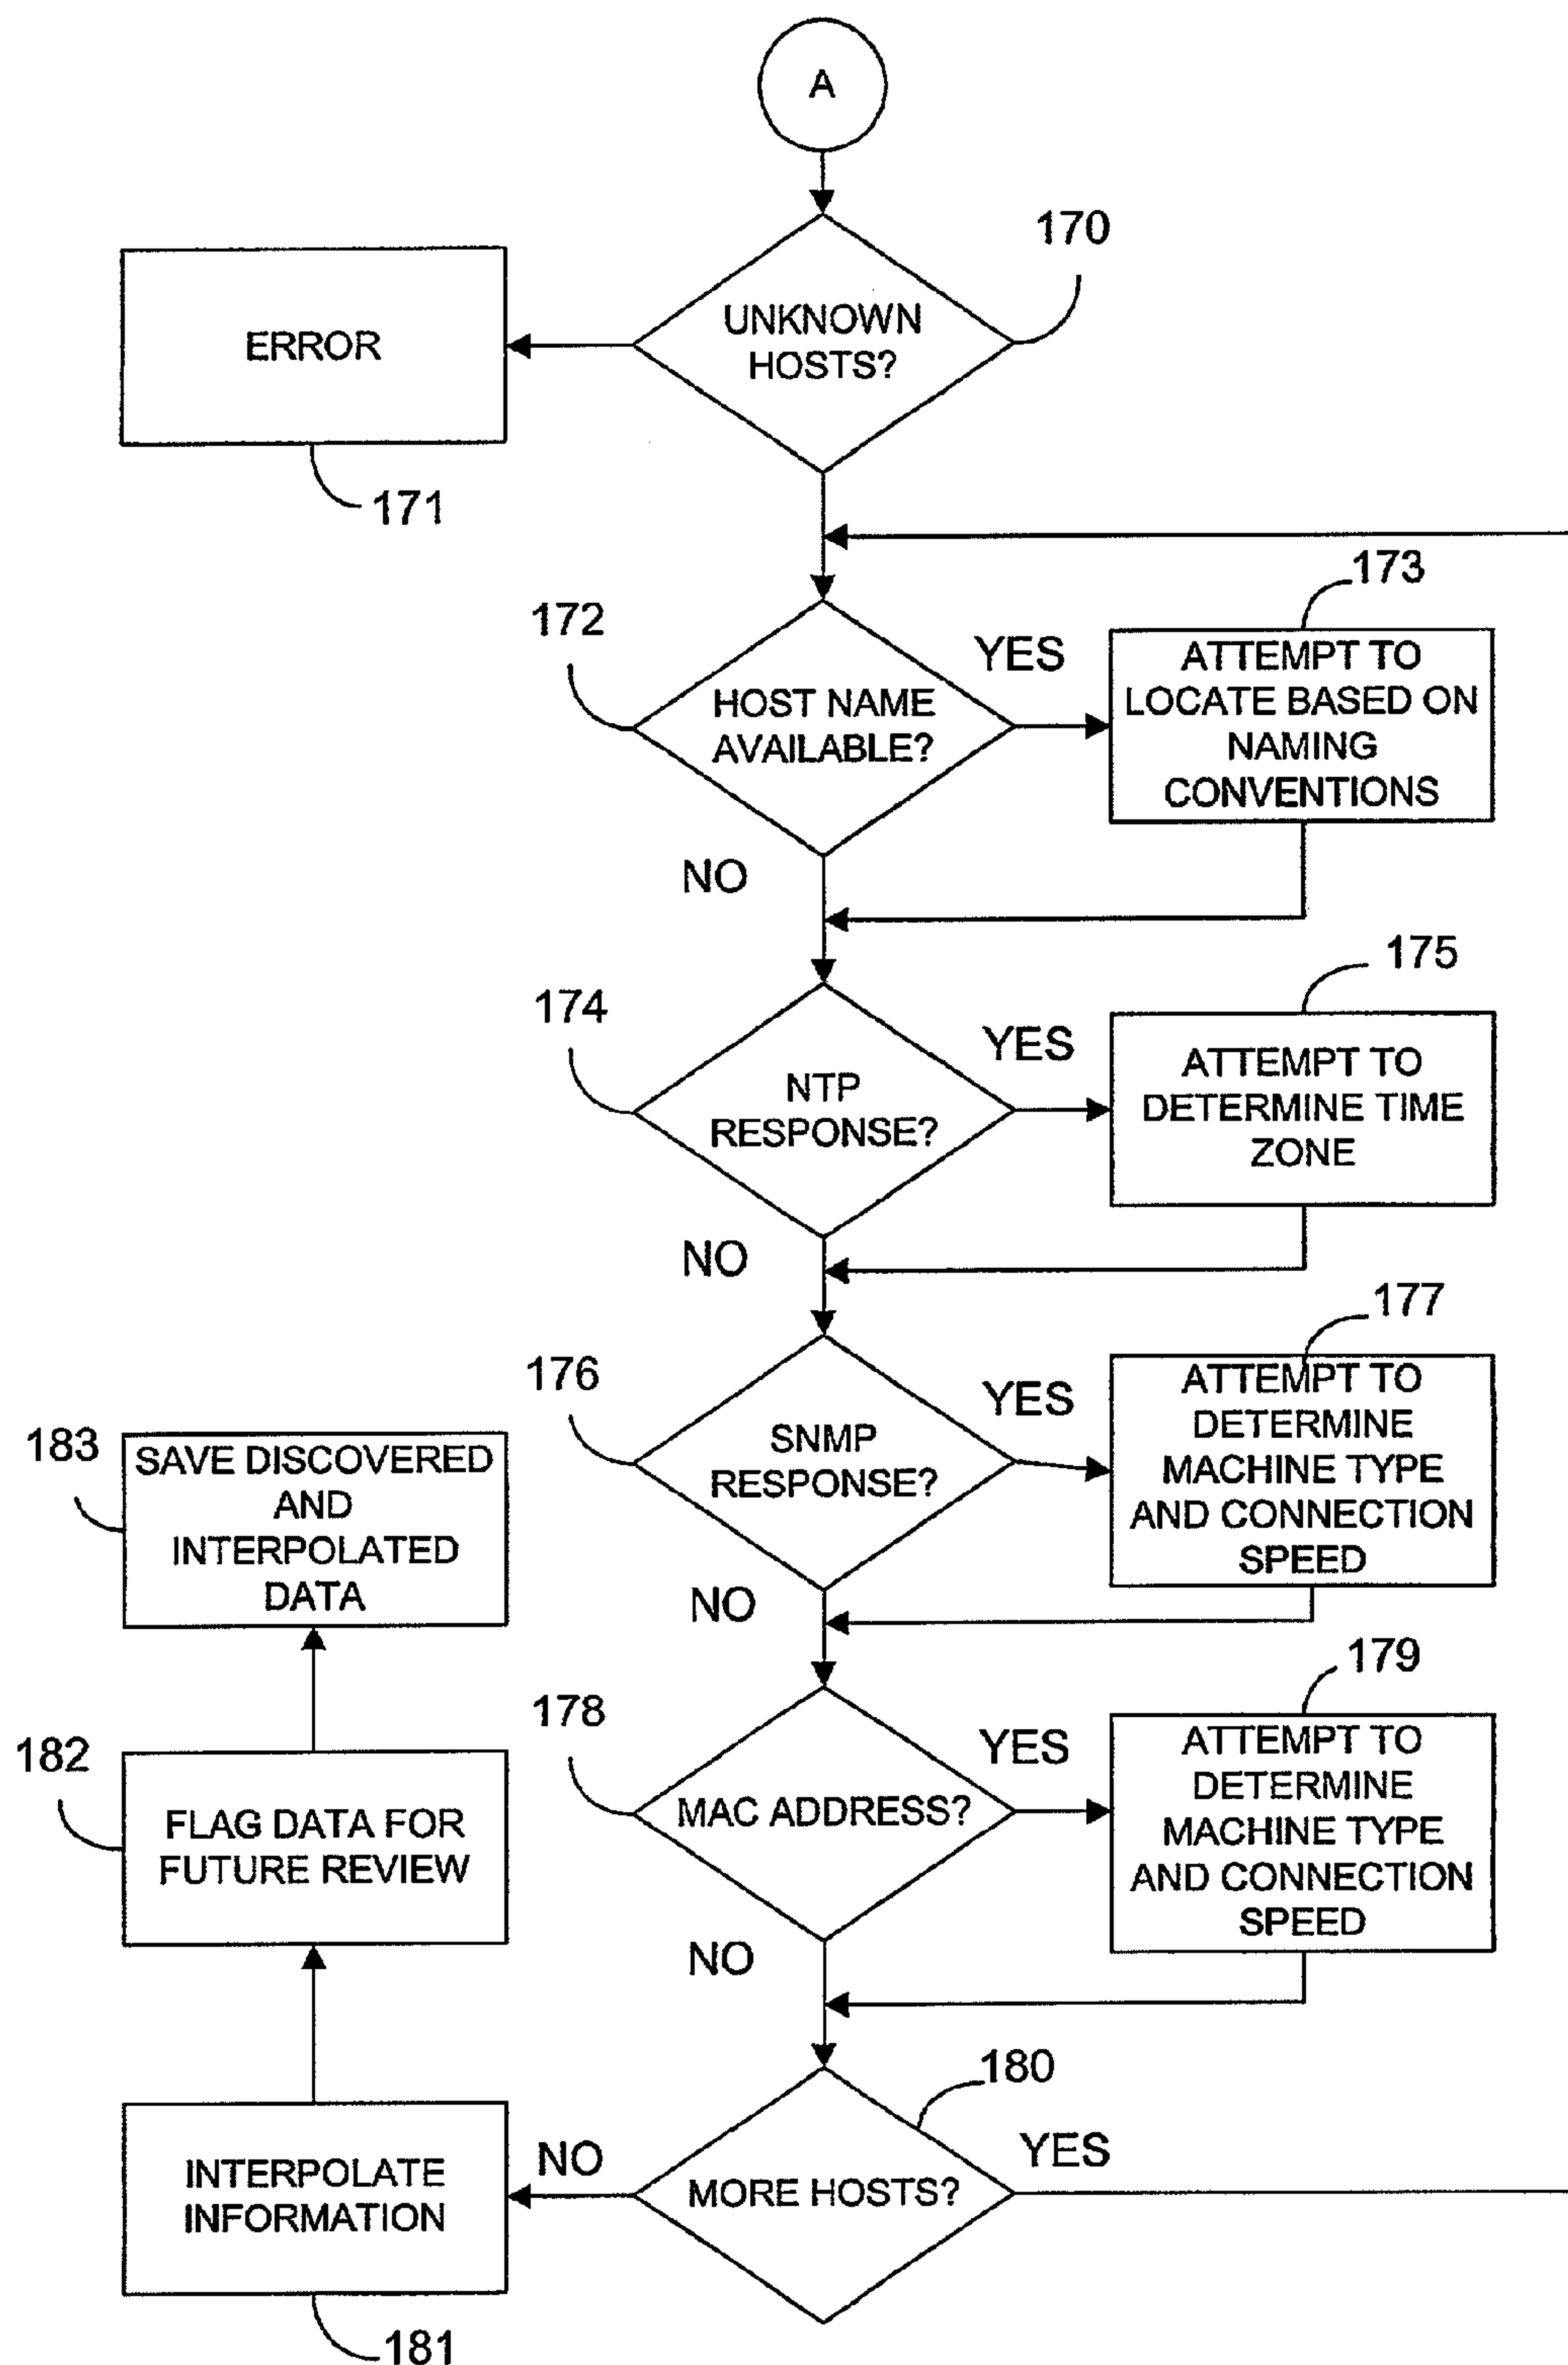 A
170
UNKNOWN
HOSTS?
ERROR
171
173
172
YES
ATTEMPT TO
LOCATE BASED ON
NAMING
CONVENTIONS
HOST NAME
AVAILABLE?
NO
175
174
YES
ATTEMPT TO
DETERMINE TIME
ZONE
NTP
RESPONSE?
NO
177
176
YES
ATTEMPT TO
DETERMINE
MACHINE TYPE
AND CONNECTION
SPEED
SNMP
RESPONSE?
183
SAVE DISCOVERED
AND
INTERPOLATED
DATA
NO
179
178
YES
ATTEMPT TO
DETERMINE
MACHINE TYPE
AND CONNECTION
SPEED
MAC ADDRESS?
182
FLAG DATA FOR
FUTURE REVIEW
NO
180
YES
MORE HOSTS?
NO
INTERPOLATE
INFORMATION
181